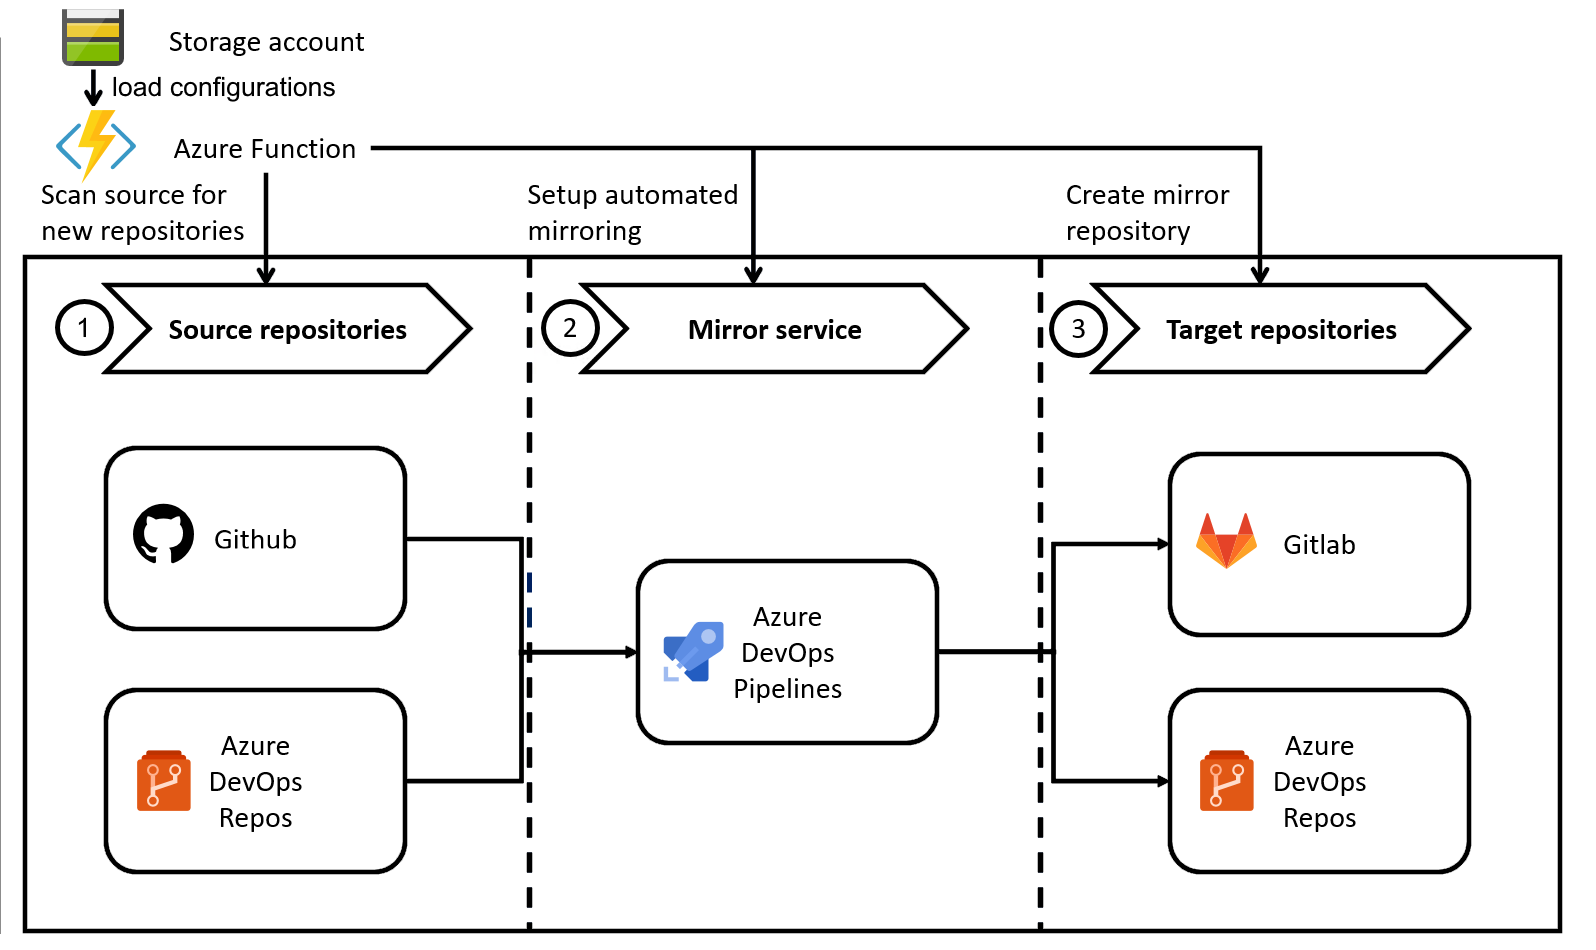 Storage account
load configurations
Azure Function
Scan source for
new repositories
Setup automated
mirroring
Create mirror
repository
1
Source repositories
2
Mirror service
3
Target repositories
Github
Azure
DevOps
Repos
Azure
DevOps
Pipelines
Gitlab
Azure
DevOps
Repos